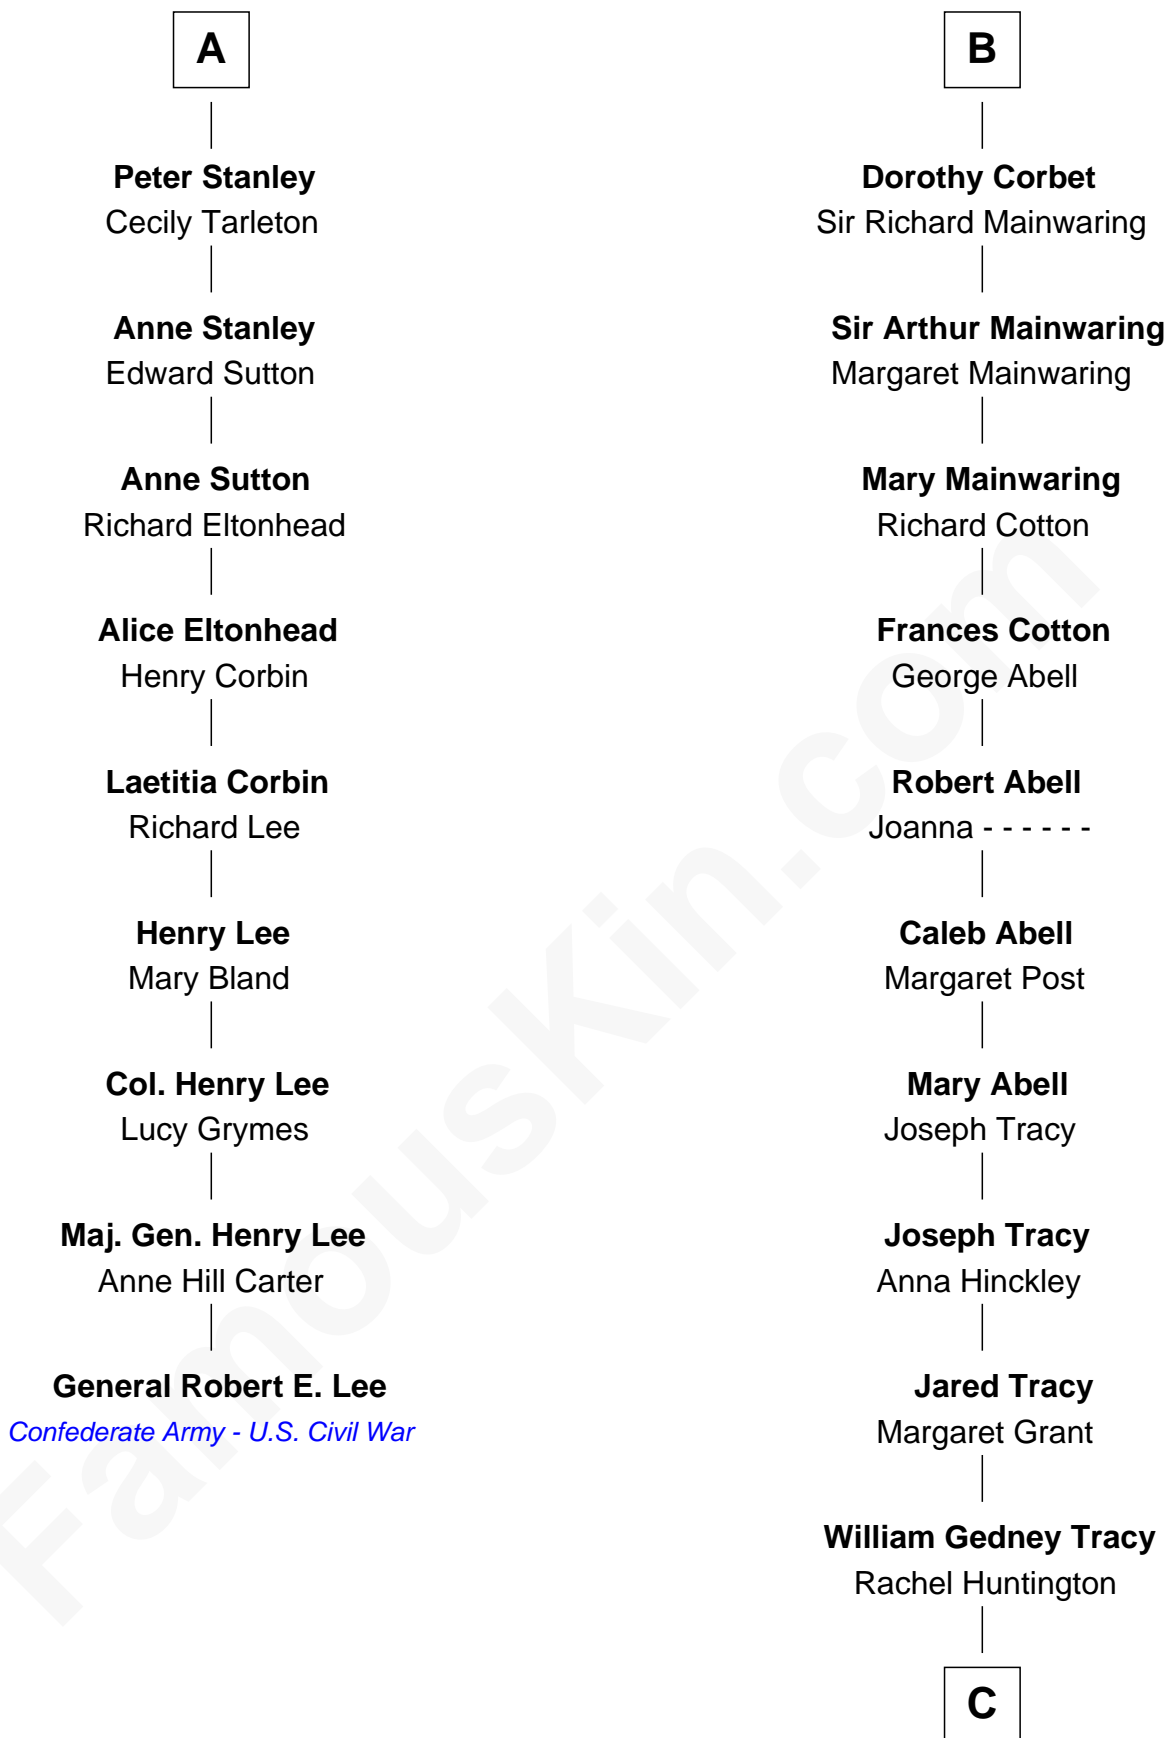 A
Peter Stanley
Cecily Tarleton
Anne Stanley
Edward Sutton
Anne Sutton
Richard Eltonhead
Alice Eltonhead
Henry Corbin
Laetitia Corbin
Richard Lee
Henry Lee
Mary Bland
Col. Henry Lee
Lucy Grymes
Maj. Gen. Henry Lee
Anne Hill Carter
General Robert E. Lee
Confederate Army - U.S. Civil War
B
Dorothy Corbet
Sir Richard Mainwaring
Sir Arthur Mainwaring
Margaret Mainwaring
Mary Mainwaring
Richard Cotton
Frances Cotton
George Abell
Robert Abell
Joanna - - - - - -
Caleb Abell
Margaret Post
Mary Abell
Joseph Tracy
Joseph Tracy
Anna Hinckley
Jared Tracy
Margaret Grant
William Gedney Tracy
Rachel Huntington
C
FamousKin.com